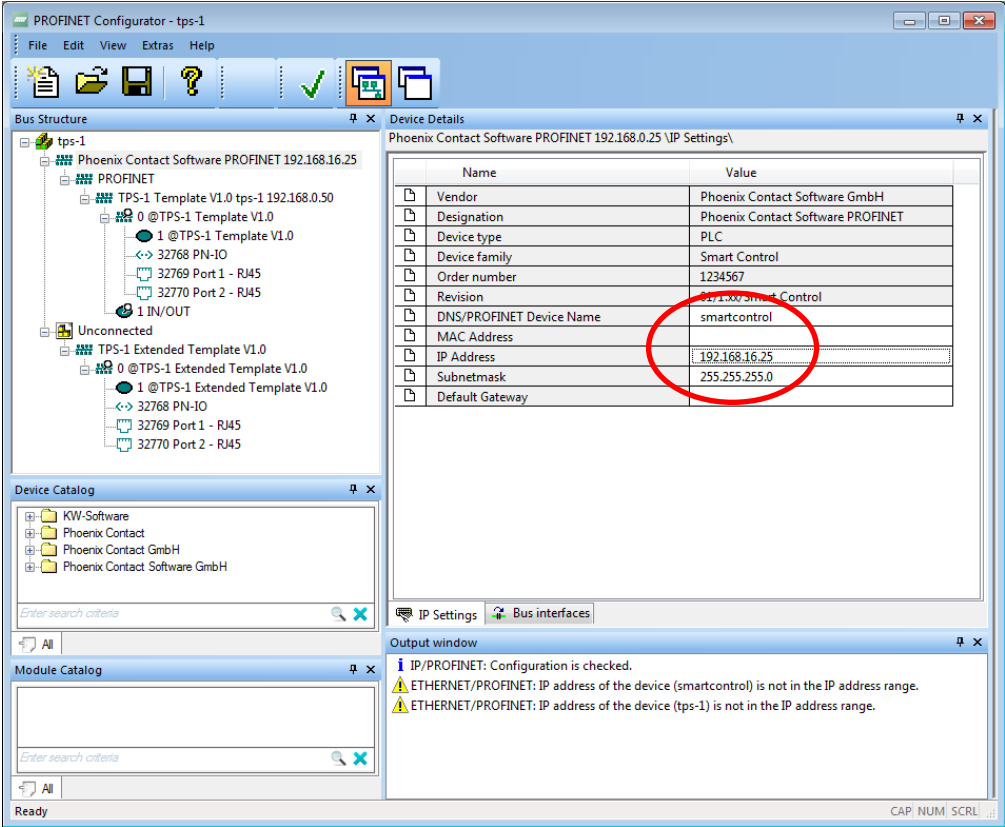 PROFINET Configurator - tps-1
File Edit View Extras Help
Bus Structure
tps-1
Phoenix Contact Software PROFINET 192.168.16.25
PROFINET
TPS-1 Template V1.0 tps-1 192.168.0.50
0 @TPS-1 Template V1.0
1 @TPS-1 Template V1.0
32768 PN-IO
32769 Port 1 - RJ45
32770 Port 2 - RJ45
1 IN/OUT
Unconnected
TPS-1 Extended Template V1.0
0 @TPS-1 Extended Template V1.0
1 @TPS-1 Extended Template V1.0
32768 PN-IO
32769 Port 1 - RJ45
32770 Port 2 - RJ45
Device Catalog
KW-Software
Phoenix Contact
Phoenix Contact GmbH
Phoenix Contact Software GmbH
Enter search criteria
All
Module Catalog
Enter search criteria
All
Device Details
Phoenix Contact Software PROFINET 192.168.0.25 \IP Settings\
Name Value
Vendor Phoenix Contact Software GmbH
Designation Phoenix Contact Software PROFINET
Device type PLC
Device family Smart Control
Order number 1234567
Revision 01/1.xx/Smart Control
DNS/PROFINET Device Name smartcontrol
MAC Address
IP Address 192.168.16.25
Subnetmask 255.255.255.0
Default Gateway
IP Settings Bus interfaces
Output window
IP/PROFINET: Configuration is checked.
ETHERNET/PROFINET: IP address of the device (smartcontrol) is not in the IP address range.
ETHERNET/PROFINET: IP address of the device (tps-1) is not in the IP address range.
Ready CAP NUM SCRL